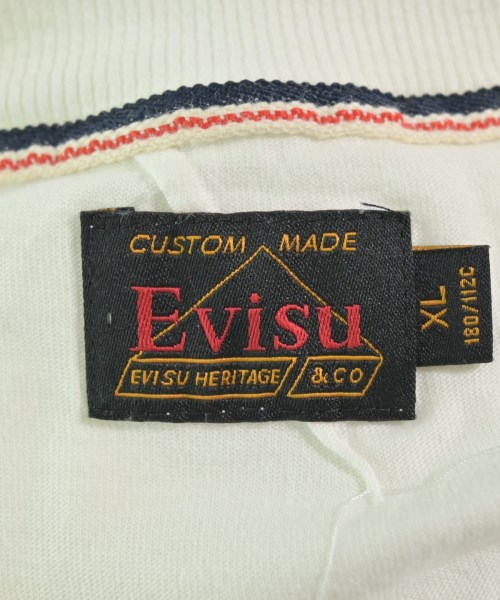 CUSTOM MADE
Evisu
EVISU HERITAGE & CO
XL
180/112C